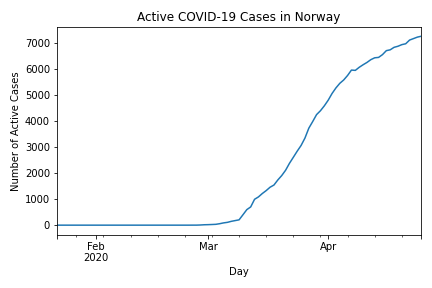 Active COVID-19 Cases in Norway
7000
6000
5000
4000
3000
2000
1000
0
Number of Active Cases
Feb
2020
Mar
Apr
Day